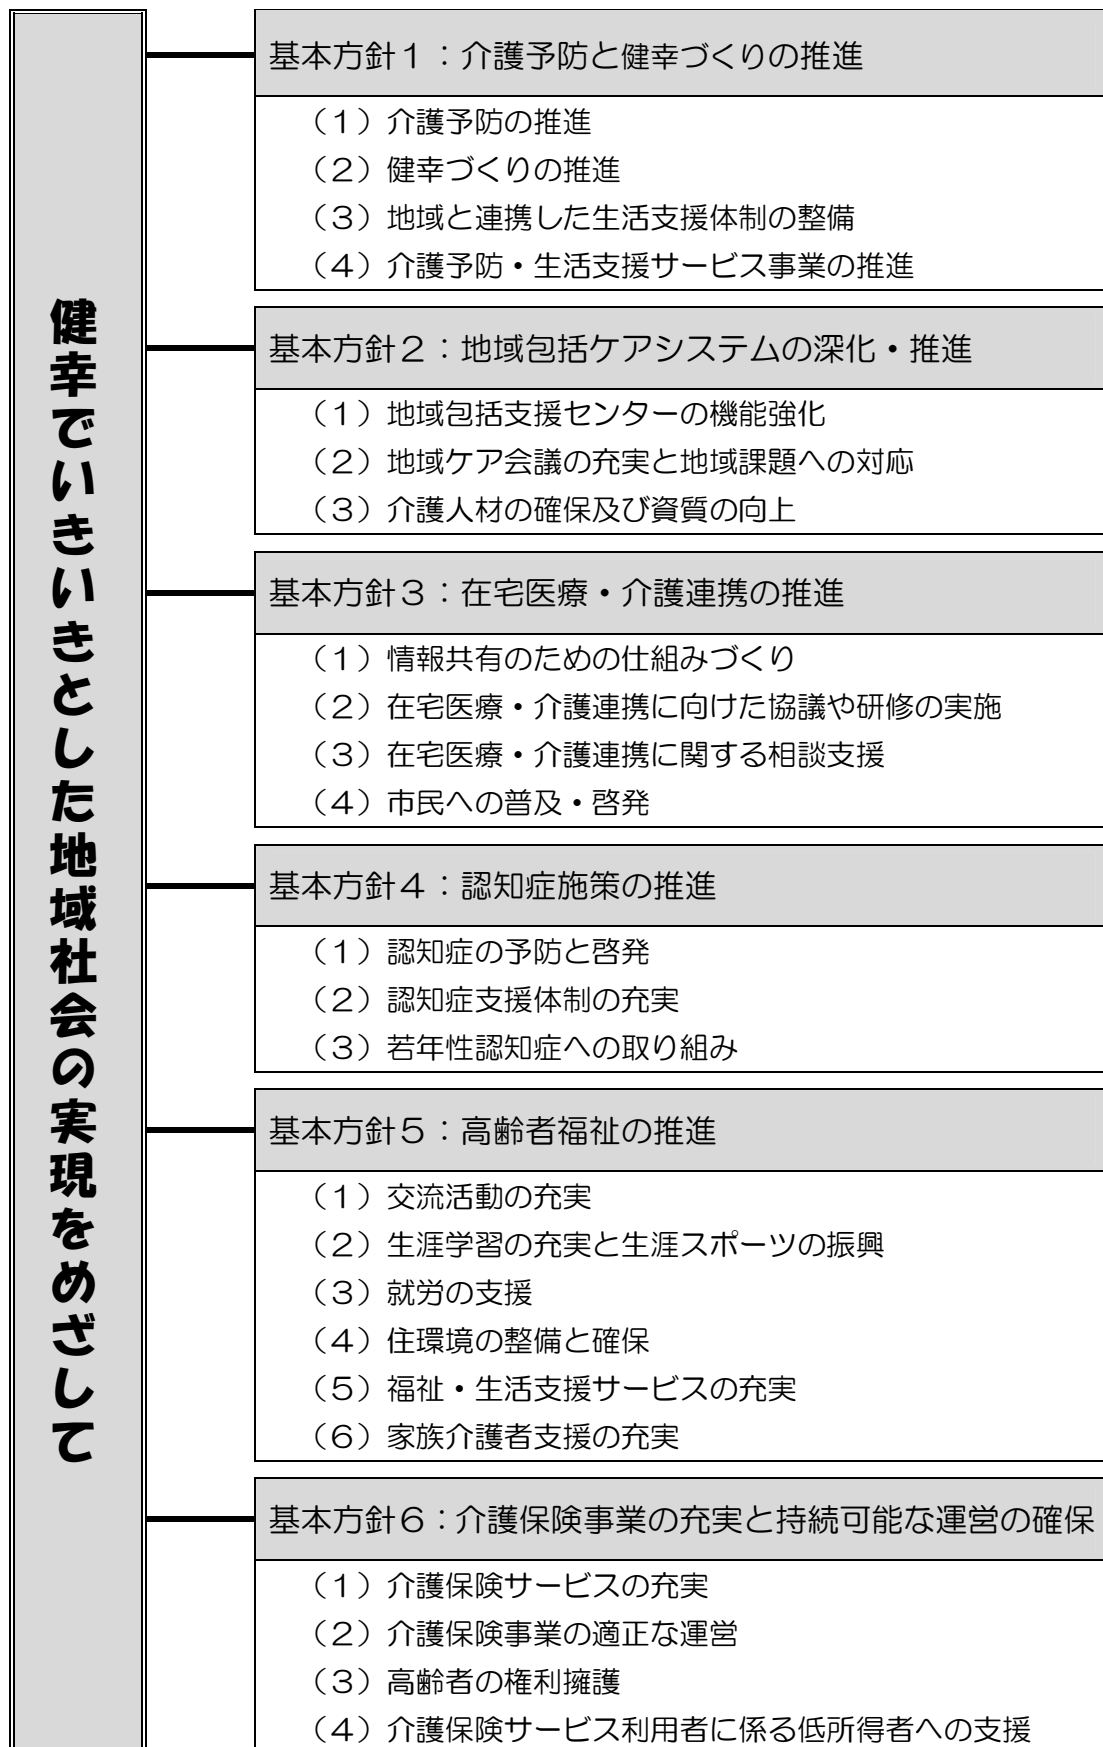 健幸でいきいきとした地域社会の実現をめざして
基本方針１：介護予防と健幸づくりの推進
（１）介護予防の推進
（２）健幸づくりの推進
（３）地域と連携した生活支援体制の整備
（４）介護予防・生活支援サービス事業の推進
基本方針２：地域包括ケアシステムの深化・推進
（１）地域包括支援センターの機能強化
（２）地域ケア会議の充実と地域課題への対応
（３）介護人材の確保及び資質の向上
基本方針３：在宅医療・介護連携の推進
（１）情報共有のための仕組みづくり
（２）在宅医療・介護連携に向けた協議や研修の実施
（３）在宅医療・介護連携に関する相談支援
（４）市民への普及・啓発
基本方針４：認知症施策の推進
（１）認知症の予防と啓発
（２）認知症支援体制の充実
（３）若年性認知症への取り組み
基本方針５：高齢者福祉の推進
（１）交流活動の充実
（２）生涯学習の充実と生涯スポーツの振興
（３）就労の支援
（４）住環境の整備と確保
（５）福祉・生活支援サービスの充実
（６）家族介護者支援の充実
基本方針６：介護保険事業の充実と持続可能な運営の確保
（１）介護保険サービスの充実
（２）介護保険事業の適正な運営
（３）高齢者の権利擁護
（４）介護保険サービス利用者に係る低所得者への支援